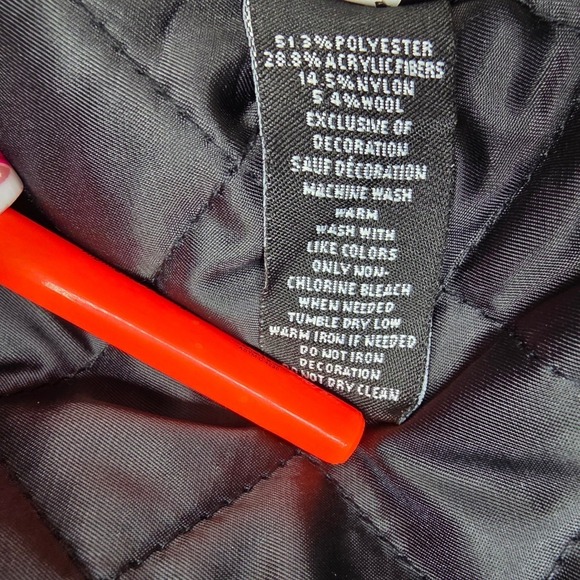 51.3%POLYESTER
28.8%ACRYLIC FIBERS
14.5%NYLON
5.4%WOOL
EXCLUSIVE OF
DECORATION
SAUF DÉCORATION
MACHINE WASH
WARM
WASH WITH
LIKE COLORS
ONLY NON-
CHLORINE BLEACH
WHEN NEEDED
TUMBLE DRY LOW
WARM IRON IF NEEDED
DO NOT IRON
DECORATION
NOT DRY CLEAN